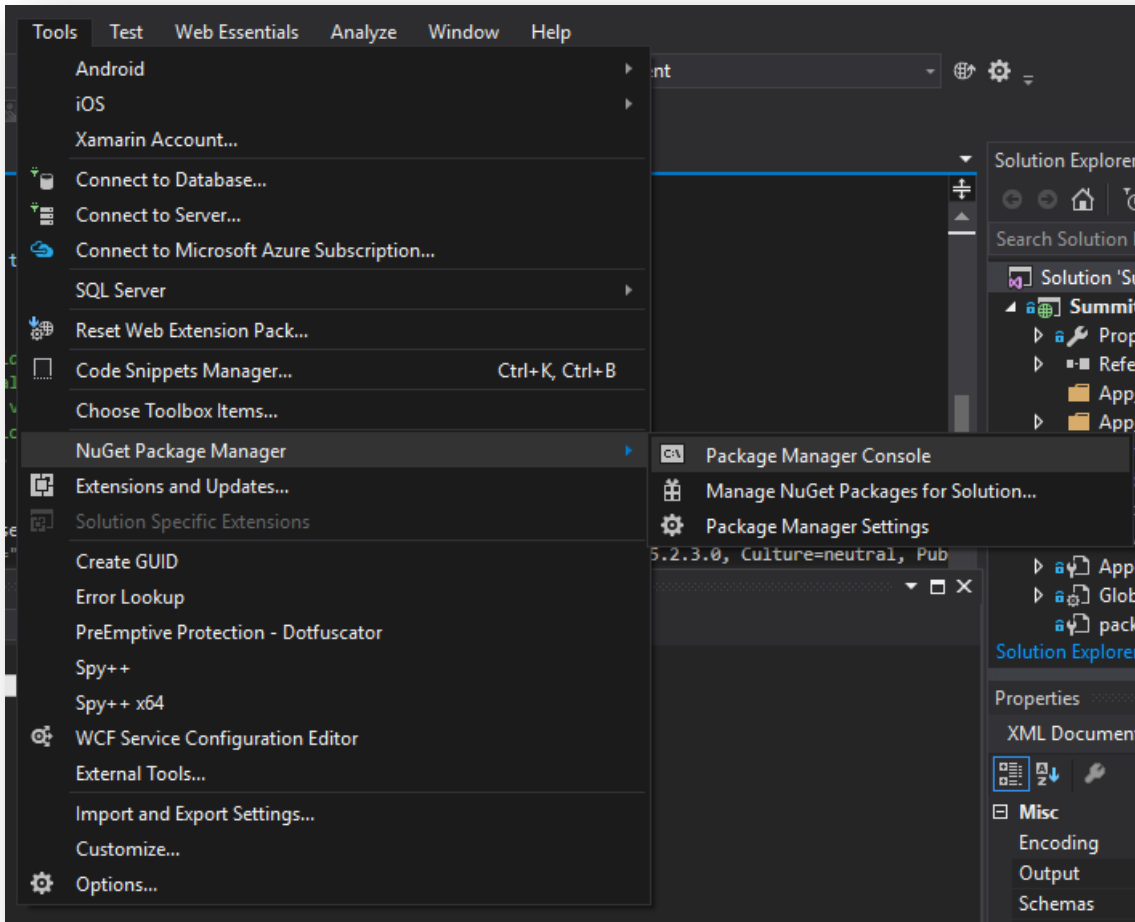 Tools Test Web Essentials Analyze Window Help
Android
nt
iOS
Xamarin Account...
Connect to Database...
Solution Explorer
Connect to Server...
Search Solution
Connect to Microsoft Azure Subscription...
t
SQL Server
Solution 'Su
Summit
Reset Web Extension Pack...
Prop
Code Snippets Manager... Ctrl+K, Ctrl+B
Refe
App_
Choose Toolbox Items...
App_
NuGet Package Manager
Package Manager Console
Extensions and Updates...
Manage NuGet Packages for Solution...
Solution Specific Extensions
Package Manager Settings
se
="
5.2.3.0, Culture=neutral, Pub
Create GUID
App
Error Lookup
Glob
PreEmptive Protection - Dotfuscator
pack
Solution Explorer
Spy++
Spy++ x64
Properties
WCF Service Configuration Editor
XML Document
External Tools...
Import and Export Settings...
Misc
Customize...
Encoding
Options...
Output
Schemas